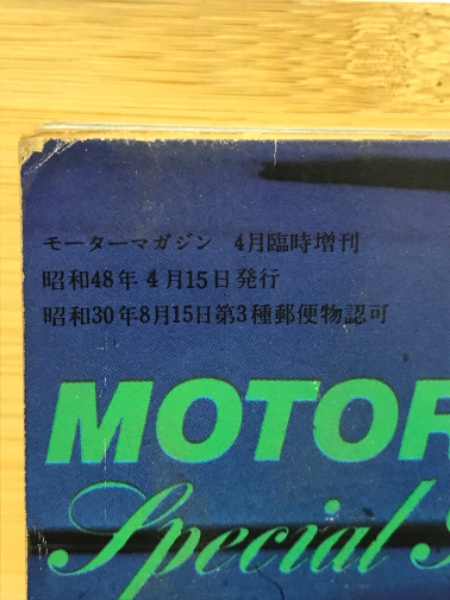 モーターマガジン 4月臨時増刊
昭和48年4月15日発行
昭和30年8月15日第3種郵便物認可
MOTOR
Special